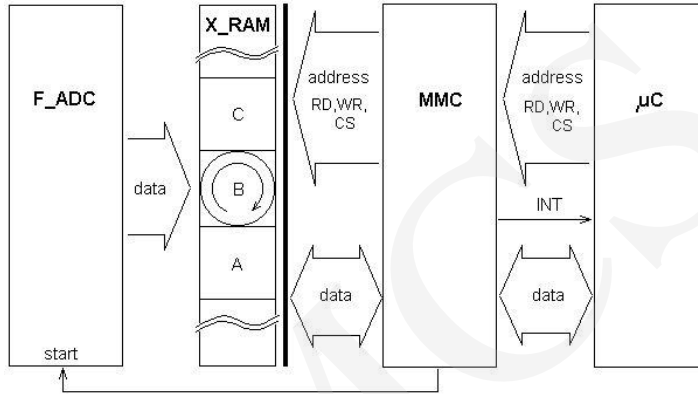 F_ADC
data
start
X_RAM
C
B
A
address
RD,WR,
CS
data
MMC
address
RD,WR,
CS
INT
data
µC